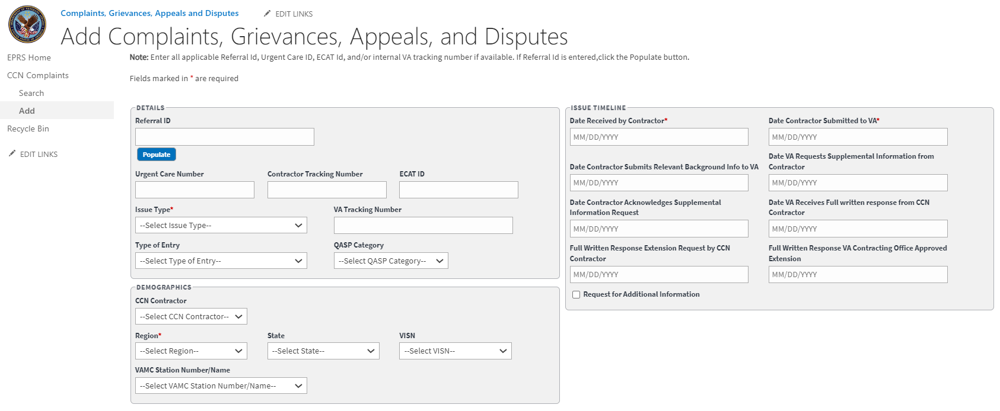 Complaints, Grievances, Appeals and Disputes
EDIT LINKS
Add Complaints, Grievances, Appeals, and Disputes
EPRS Home
CCN Complaints
Search
Add
Recycle Bin
EDIT LINKS
Note: Enter all applicable Referral Id, Urgent Care ID, ECAT Id, and/or internal VA tracking number if available. If Referral Id is entered,click the Populate button.
Fields marked in * are required
DETAILS
Referral ID
Populate
Urgent Care Number
Contractor Tracking Number
ECAT ID
Issue Type*
VA Tracking Number
--Select Issue Type--
Type of Entry
QASP Category
--Select Type of Entry--
--Select QASP Category--
DEMOGRAPHICS
CCN Contractor
--Select CCN Contractor--
Region*
State
VISN
--Select Region--
--Select State--
--Select VISN--
VAMC Station Number/Name
--Select VAMC Station Number/Name--
ISSUE TIMELINE
Date Received by Contractor*
Date Contractor Submitted to VA*
MM/DD/YYYY
MM/DD/YYYY
Date Contractor Submits Relevant Background Info to VA
Date VA Requests Supplemental Information from
Contractor
MM/DD/YYYY
MM/DD/YYYY
Date Contractor Acknowledges Supplemental
Information Request
Date VA Receives Full written response from CCN
Contractor
MM/DD/YYYY
MM/DD/YYYY
Full Written Response Extension Request by CCN
Contractor
Full Written Response VA Contracting Office Approved
Extension
MM/DD/YYYY
MM/DD/YYYY
Request for Additional Information